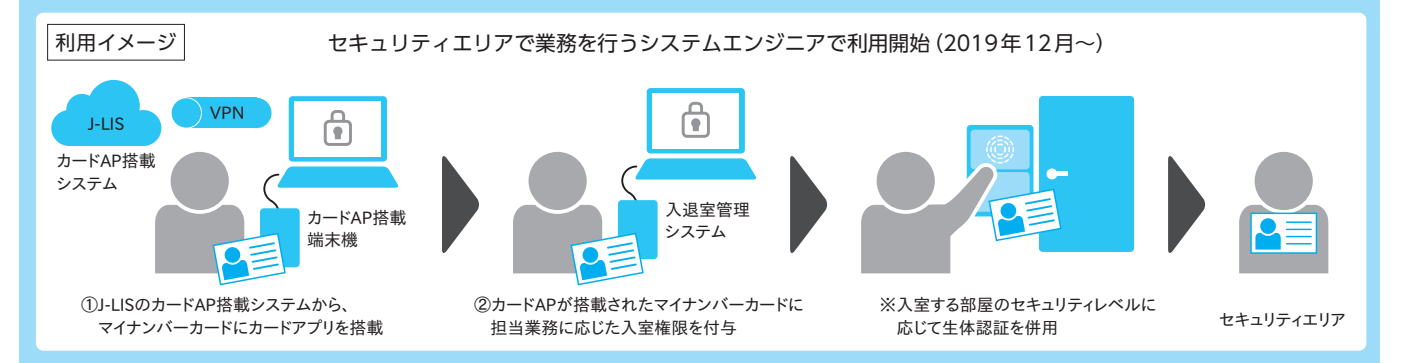 利用イメージ
セキュリティエリアで業務を行うシステムエンジニアで利用開始（2019年12月〜）
J-LIS
VPN
カードAP搭載
システム
カードAP搭載
端末機
①J-LISのカードAP搭載システムから、
マイナンバーカードにカードアプリを搭載
入退室管理
システム
②カードAPが搭載されたマイナンバーカードに
担当業務に応じた入室権限を付与
※入室する部屋のセキュリティレベルに
応じて生体認証を併用
セキュリティエリア